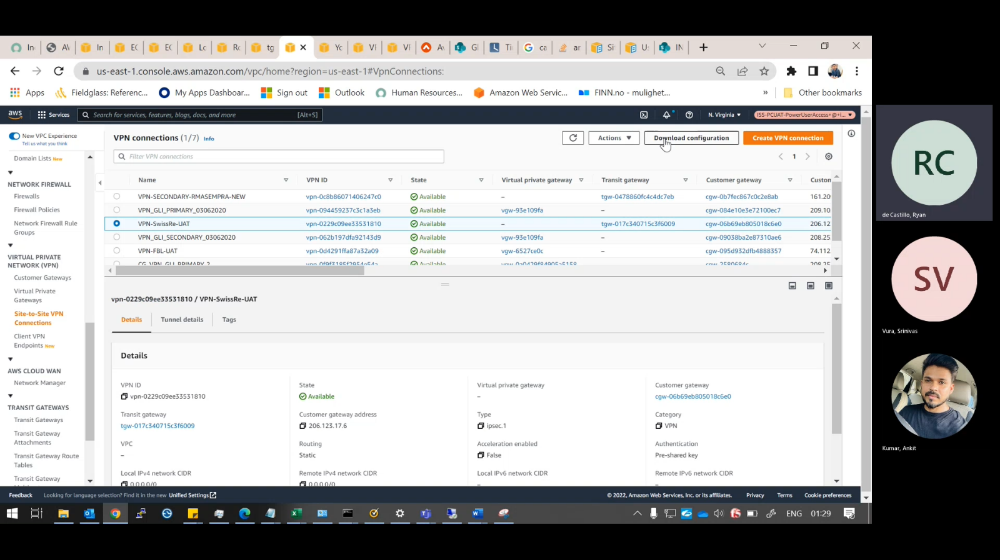 In
AV
In
EC
EC
Lo
Ro
tg
Yo
VI
VI
A
Gl
Tii
ca
ar
Si
Us
IN
us-east-1.console.aws.amazon.com/vpc/home?region=us-east-1#VpnConnections:
Apps
Fieldglass: Referenc...
My Apps Dashboar...
Sign out
Outlook
Human Resources...
Amazon Web Servic...
FINN.no - mulighet...
»
Other bookmarks
aws
Services
Search for services, features, blogs, docs, and more
[Alt+S]
N. Virginia
ISS-PCUAT-PowerUserAccess+@+i...
New VPC Experience
Tell us what you think
Domain Lists New
NETWORK FIREWALL
Firewalls
Firewall Policies
Network Firewall Rule
Groups
VIRTUAL PRIVATE
NETWORK (VPN)
Customer Gateways
Virtual Private
Gateways
Site-to-Site VPN
Connections
Client VPN
Endpoints New
AWS CLOUD WAN
Network Manager
TRANSIT GATEWAYS
Transit Gateways
Transit Gateway
Attachments
Transit Gateway Route
Tables
Transit Gateway
VPN connections (1/7) Info
Actions
Download configuration
Create VPN connection
Filter VPN connections
1
Name VPN ID State Virtual private gateway Transit gateway Customer gateway Custon
VPN-SECONDARY-RMASEMPRA-NEW vpn-0c8b86071406247c0 Available – tgw-0478860fc4c4dc7eb cgw-0b7fec867c0c2e8ab 161.209
VPN_GLI_PRIMARY_03062020 vpn-094459237c3c1a3eb Available vgw-93e109fa – cgw-084e10e3e72100ec7 209.10
VPN-SwissRe-UAT vpn-0229c09ee33531810 Available – tgw-017c340715c3f6009 cgw-06b69eb805018c6e0 206.12
VPN_GLI_SECONDARY_03062020 vpn-062b197dfa92143d9 Available vgw-93e109fa – cgw-09038ba2e87310ae6 208.25
VPN-FBL-UAT vpn-0d4291ffa87a32a09 Available vgw-6527ce0c – cgw-095d932dfb4888357 74.112
CG_VPN_GLI_PRIMARY_2 vpn-0f9f3185f2954e54a Available vgw-0a0429f84905a5158 cgw-2580684c 208.25
vpn-0229c09ee33531810 / VPN-SwissRe-UAT
Details
Tunnel details
Tags
Details
VPN ID
vpn-0229c09ee33531810
State
Available
Virtual private gateway
–
Customer gateway
cgw-06b69eb805018c6e0
Transit gateway
tgw-017c340715c3f6009
Customer gateway address
206.123.17.6
Type
ipsec.1
Category
VPN
VPC
–
Routing
Static
Acceleration enabled
False
Authentication
Pre-shared key
Local IPv4 network CIDR
0.0.0.0/0
Remote IPv4 network CIDR
0.0.0.0/0
Local IPv6 network CIDR
–
Remote IPv6 network CIDR
–
Feedback
Looking for language selection? Find it in the new Unified Settings
© 2022, Amazon Web Services, Inc. or its affiliates.
Privacy
Terms
Cookie preferences
ENG
01:29
RC
de Castillo, Ryan
SV
Vura, Srinivas
Kumar, Ankit